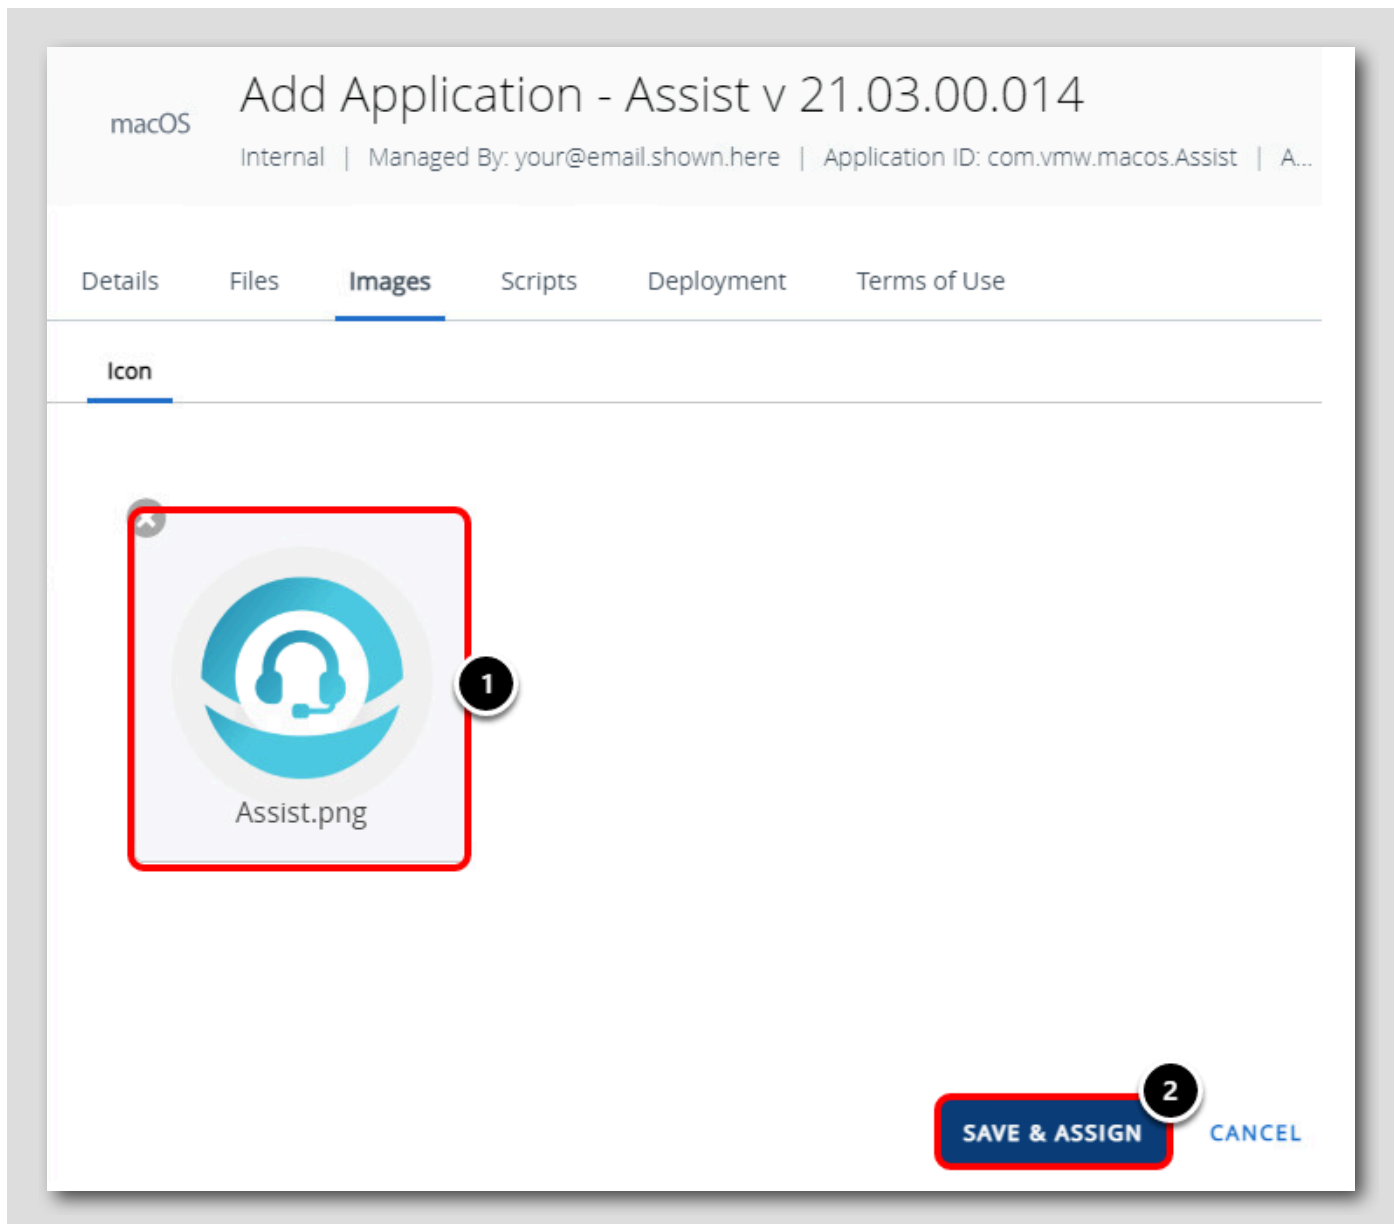 Add Application - Assist v 21.03.00.014
macOS
Internal | Managed By: your@email.shown.here | Application ID: com.vmw.macos.Assist | A...
Details Files Images Scripts Deployment Terms of Use
Icon
1
Assist.png
2
SAVE & ASSIGN CANCEL